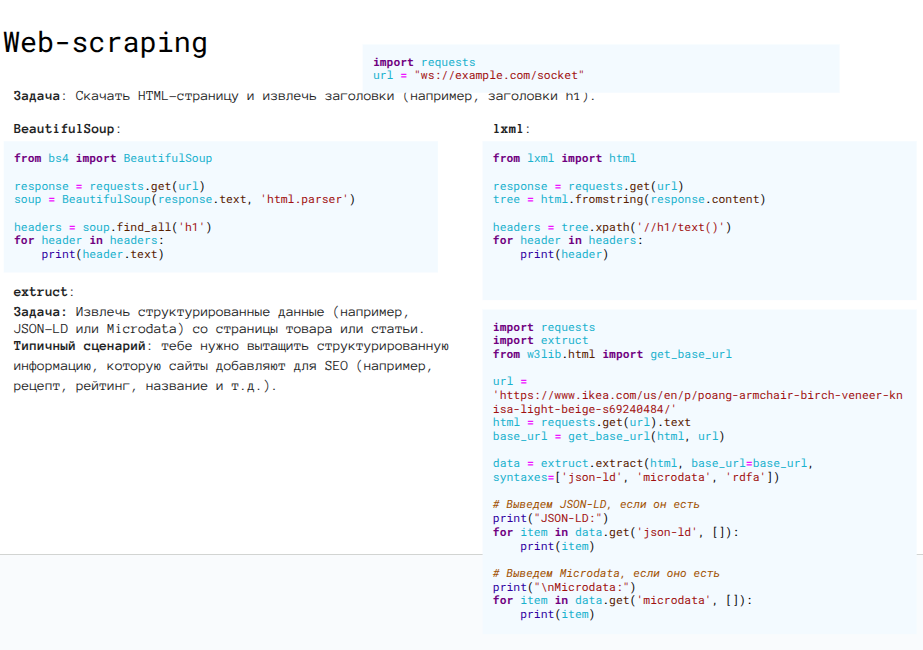 Web-scraping
import requests
url = "ws://example.com/socket"
Задача: Скачать HTML-страницу и извлечь заголовки (например, заголовки h1).
BeautifulSoup:
from bs4 import BeautifulSoup
response = requests.get(url)
soup = BeautifulSoup(response.text, 'html.parser')
headers = soup.find_all('h1')
for header in headers:
    print(header.text)
lxml:
from lxml import html
response = requests.get(url)
tree = html.fromstring(response.content)
headers = tree.xpath('//h1/text()')
for header in headers:
    print(header)
extruct:
Задача: Извлечь структурированные данные (например,
JSON-LD или Microdata) со страницы товара или статьи.
Типичный сценарий: тебе нужно вытащить структурированную
информацию, которую сайты добавляют для SEO (например,
рецепт, рейтинг, название и т.д.).
import requests
import extruct
from w3lib.html import get_base_url
url =
'https://www.ikea.com/us/en/p/poang-armchair-birch-veneer-kn
isa-light-beige-s69240484/'
html = requests.get(url).text
base_url = get_base_url(html, url)
data = extruct.extract(html, base_url=base_url,
syntaxes=['json-ld', 'microdata', 'rdfa'])
# Выведем JSON-LD, если он есть
print("JSON-LD:")
for item in data.get('json-ld', []):
    print(item)
# Выведем Microdata, если оно есть
print("\nMicrodata:")
for item in data.get('microdata', []):
    print(item)